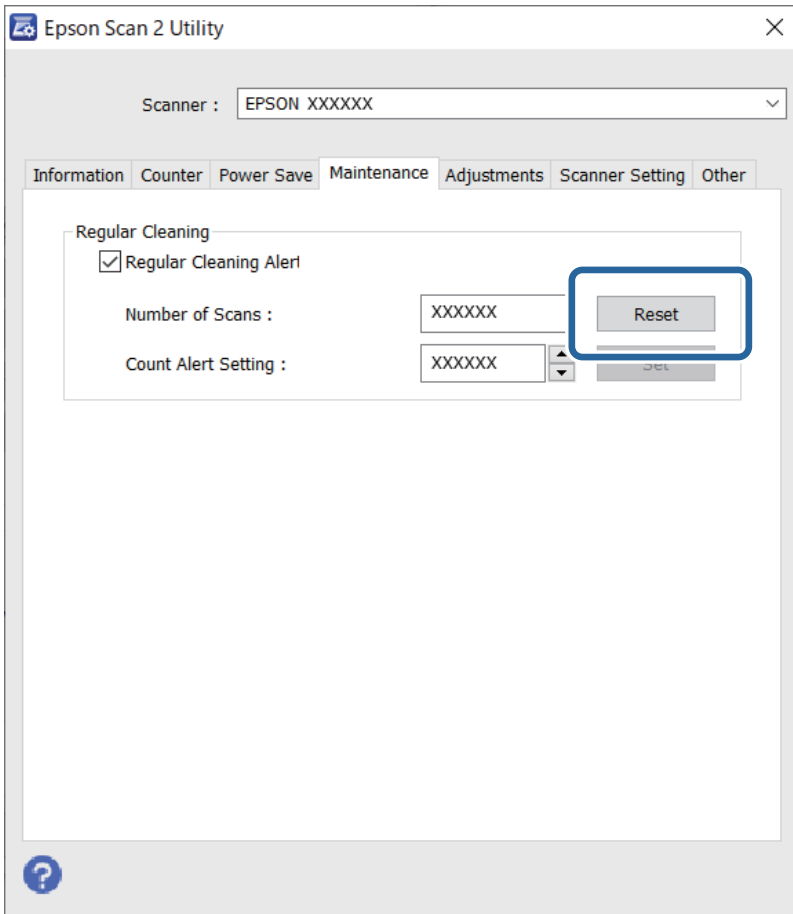 Epson Scan 2 Utility
Scanner : EPSON XXXXXX
Information Counter Power Save Maintenance Adjustments Scanner Setting Other
Regular Cleaning
Regular Cleaning Alert
Number of Scans : XXXXXX Reset
Count Alert Setting : XXXXXX Set
?